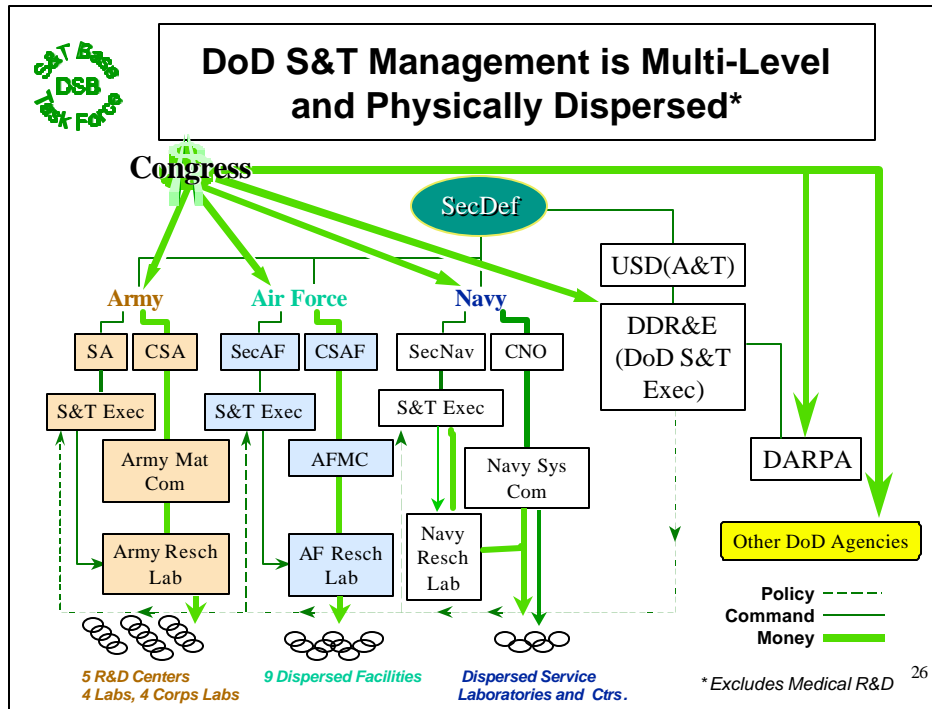 S&T Base
DSB
Task Force
DoD S&T Management is Multi-Level
and Physically Dispersed*
Congress
SecDef
USD(A&T)
Army
Air Force
Navy
DDR&E
(DoD S&T
Exec)
SA
CSA
SecAF
CSAF
SecNav
CNO
S&T Exec
S&T Exec
S&T Exec
Army Mat
Com
AFMC
Navy Sys
Com
DARPA
Army Resch
Lab
AF Resch
Lab
Navy
Resch
Lab
Other DoD Agencies
Policy
Command
Money
5 R&D Centers
4 Labs, 4 Corps Labs
9 Dispersed Facilities
Dispersed Service
Laboratories and Ctrs.
*Excludes Medical R&D
26